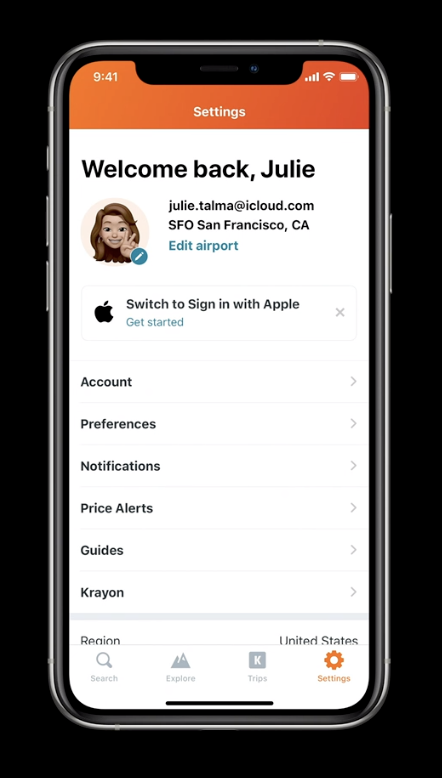 9:41
Settings
Welcome back, Julie
julie.talma@icloud.com
SFO San Francisco, CA
Edit airport
Switch to Sign in with Apple
Get started
Account
Preferences
Notifications
Price Alerts
Guides
Krayon
Region United States
K
Search Explore Trips Settings